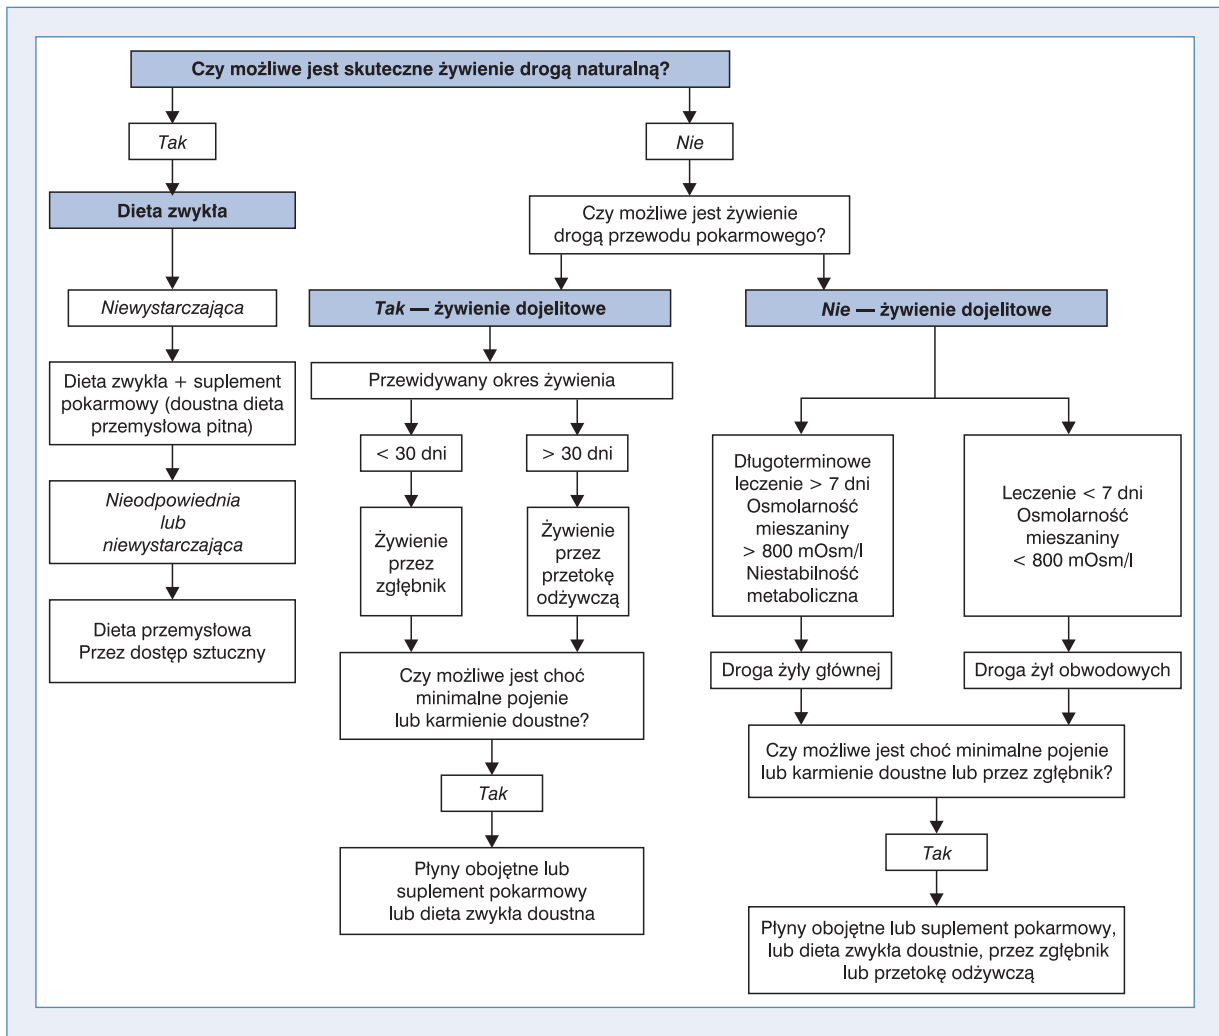 Czy możliwe jest skuteczne żywienie drogą naturalną?
Tak
Dieta zwykła
Niewystarczająca
Dieta zwykła + suplement
pokarmowy (doustna dieta
przemysłowa pitna)
Nieodpowiednia
lub
niewystarczająca
Dieta przemysłowa
Przez dostęp sztuczny
Nie
Czy możliwe jest żywienie
drogą przewodu pokarmowego?
Tak — żywienie dojelitowe
Przewidywany okres żywienia
< 30 dni
> 30 dni
Żywienie
przez
zgłębnik
Żywienie
przez
przetokę
odżywczą
Czy możliwe jest choć
minimalne pojenie
lub karmienie doustne?
Tak
Płyny obojętne lub
suplement pokarmowy
lub dieta zwykła doustna
Nie — żywienie dojelitowe
Długoterminowe
leczenie > 7 dni
Osmolarność
mieszaniny
> 800 mOsm/l
Niestabilność
metaboliczna
Leczenie < 7 dni
Osmolarność
mieszaniny
< 800 mOsm/l
Droga żyły głównej
Droga żył obwodowych
Czy możliwe jest choć minimalne pojenie
lub karmienie doustne lub przez zgłębnik?
Tak
Płyny obojętne lub suplement pokarmowy,
lub dieta zwykła doustnie, przez zgłębnik
lub przetokę odżywczą